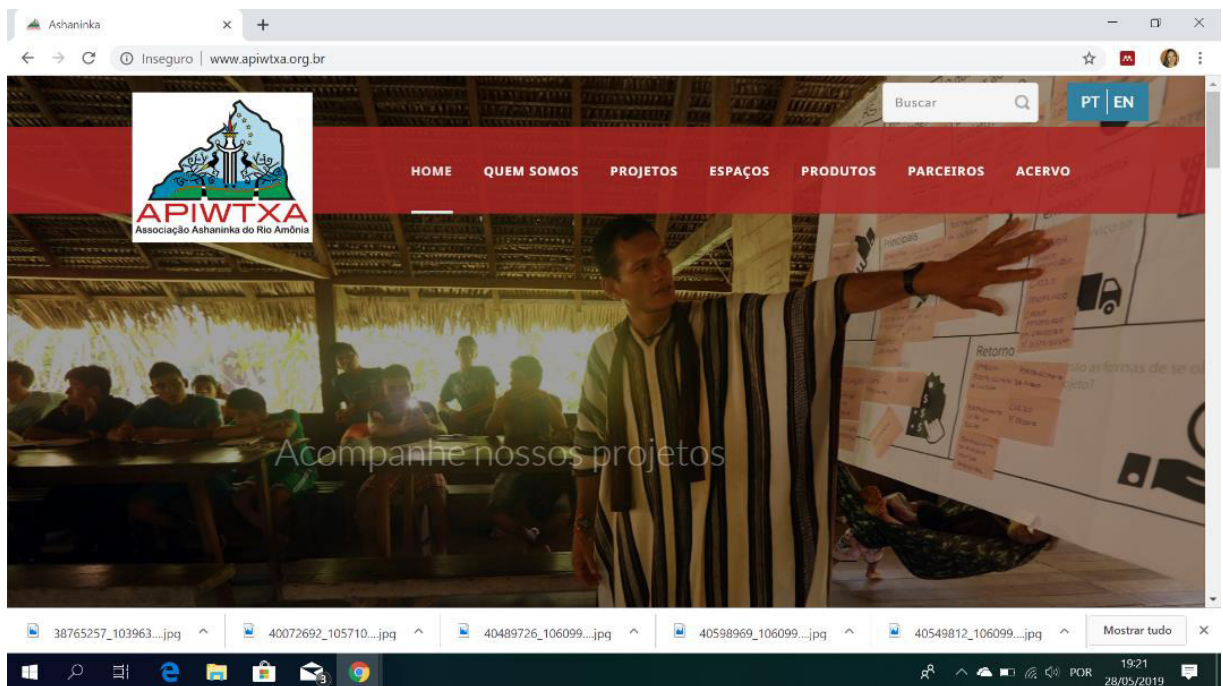 Ashaninka
Inseguro | www.apiwtxa.org.br
Buscar
PT | EN
HOME QUEM SOMOS PROJETOS ESPAÇOS PRODUTOS PARCEIROS ACERVO
APIWTXA
Associação Ashaninka do Rio Amônia
Principais
Retorno
Acompanhe nossos projetos
38765257_103963....jpg
40072692_105710....jpg
40489726_106099....jpg
40598969_106099....jpg
40549812_106099....jpg
Mostrar tudo
3
POR
19:21
28/05/2019